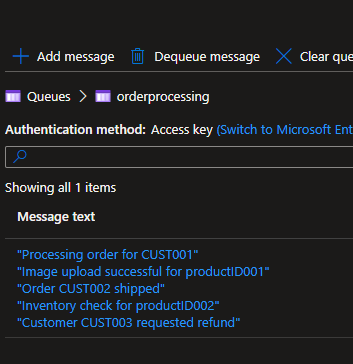 Add message Dequeue message Clear que
Queues > orderprocessing
Authentication method: Access key (Switch to Microsoft Ent
Showing all 1 items
Message text
"Processing order for CUST001"
"Image upload successful for productID001"
"Order CUST002 shipped"
"Inventory check for productID002"
"Customer CUST003 requested refund"